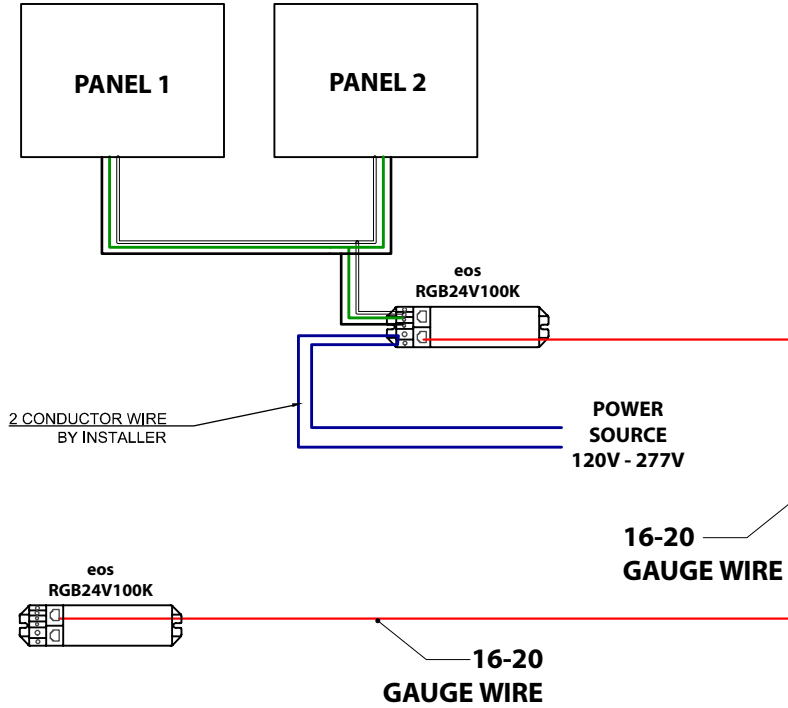 PANEL 1
PANEL 2
eos
RGB24V100K
2 CONDUCTOR WIRE
BY INSTALLER
POWER
SOURCE
120V - 277V
16-20
GAUGE WIRE
eos
RGB24V100K
16-20
GAUGE WIRE